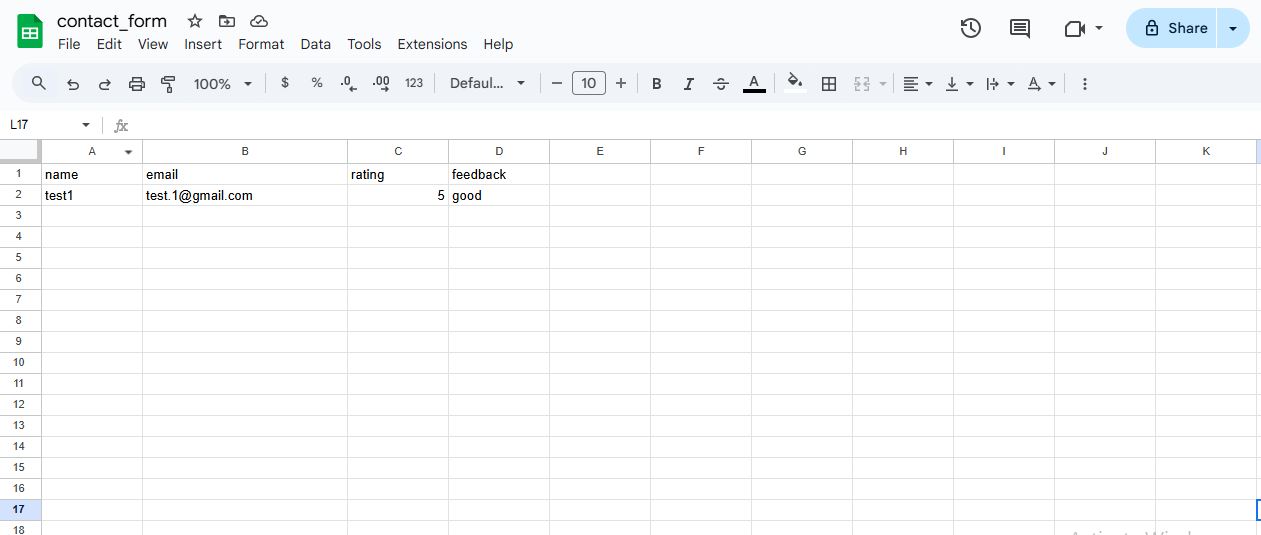 contact_form
File Edit View Insert Format Data Tools Extensions Help
Share
100% $ % .0 .00 123 Defaul... 10 B I A A
L17 fx
A B C D E F G H I J K
1 name email rating feedback
2 test1 test.1@gmail.com 5 good
3
4
5
6
7
8
9
10
11
12
13
14
15
16
17
18